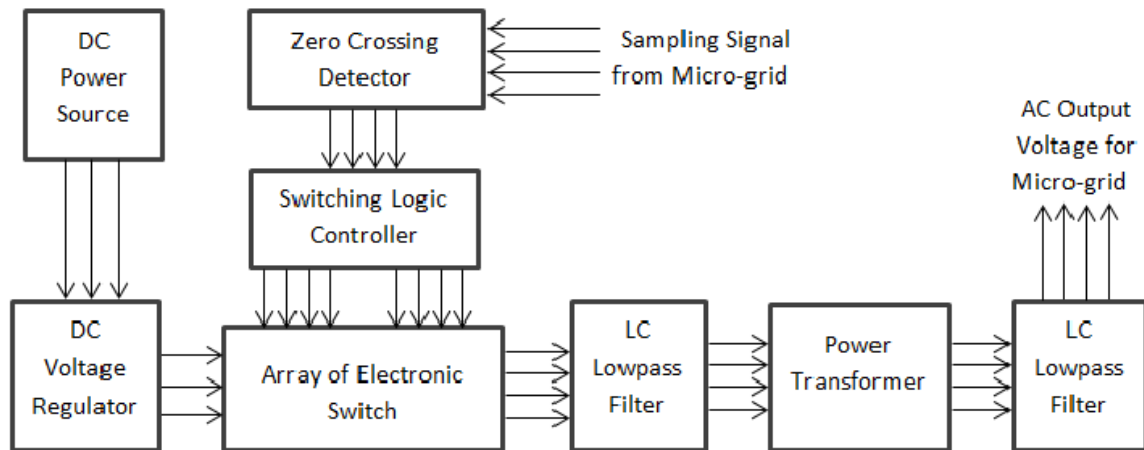 DC
Power
Source
Zero Crossing
Detector
Sampling Signal
from Micro-grid
AC Output
Voltage for
Micro-grid
Switching Logic
Controller
DC
Voltage
Regulator
Array of Electronic
Switch
LC
Lowpass
Filter
Power
Transformer
LC
Lowpass
Filter